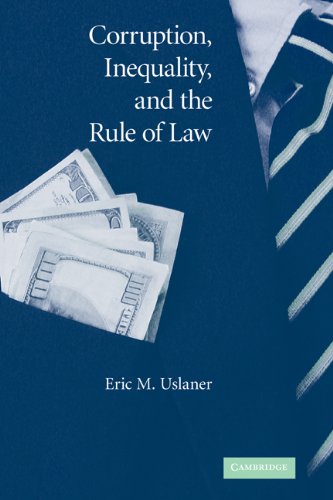 Corruption,
Inequality,
and the
Rule of Law
Eric M. Uslaner
CAMBRIDGE